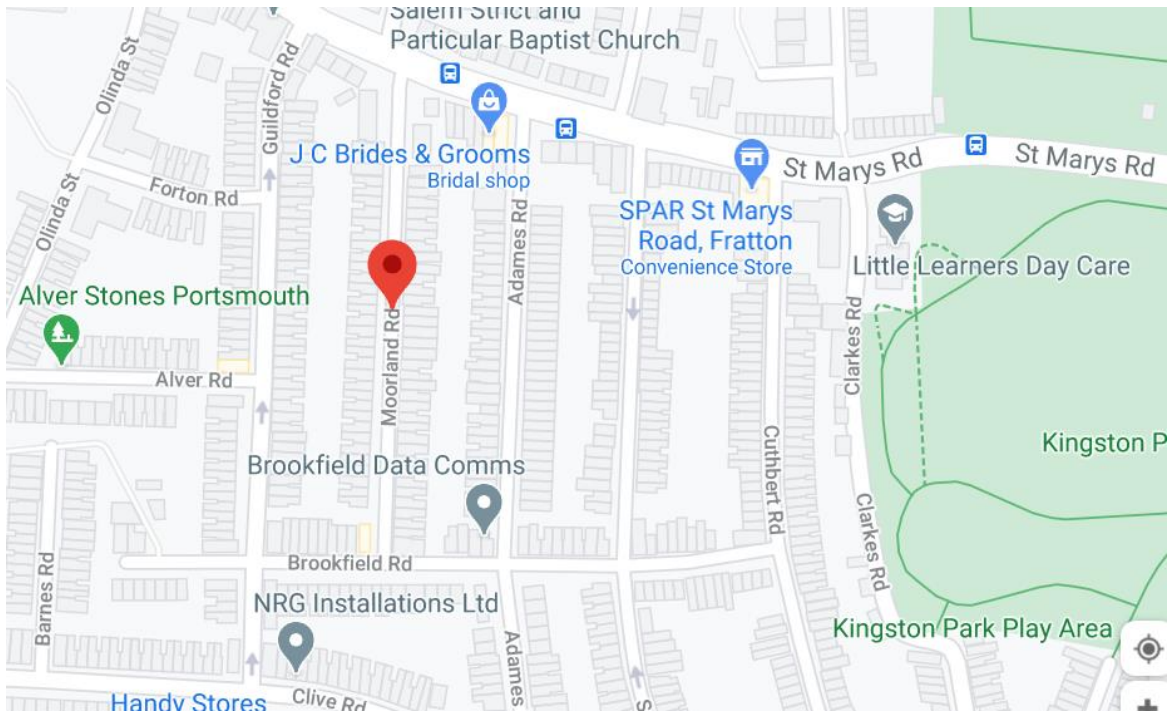 Salem Strict and
Particular Baptist Church
Olinda St
Guildford Rd
J C Brides & Grooms
Bridal shop
St Marys Rd
St Marys Rd
Forton Rd
Olinda St
Adames Rd
SPAR St Marys
Road, Fratton
Convenience Store
Little Learners Day Care
Alver Stones Portsmouth
Moorland Rd
Clarkes Rd
Alver Rd
Kingston P
Brookfield Data Comms
Cuthbert Rd
Clarkes Rd
Brookfield Rd
Barnes Rd
NRG Installations Ltd
Adames
Kingston Park Play Area
Handy Stores
Clive Rd
S